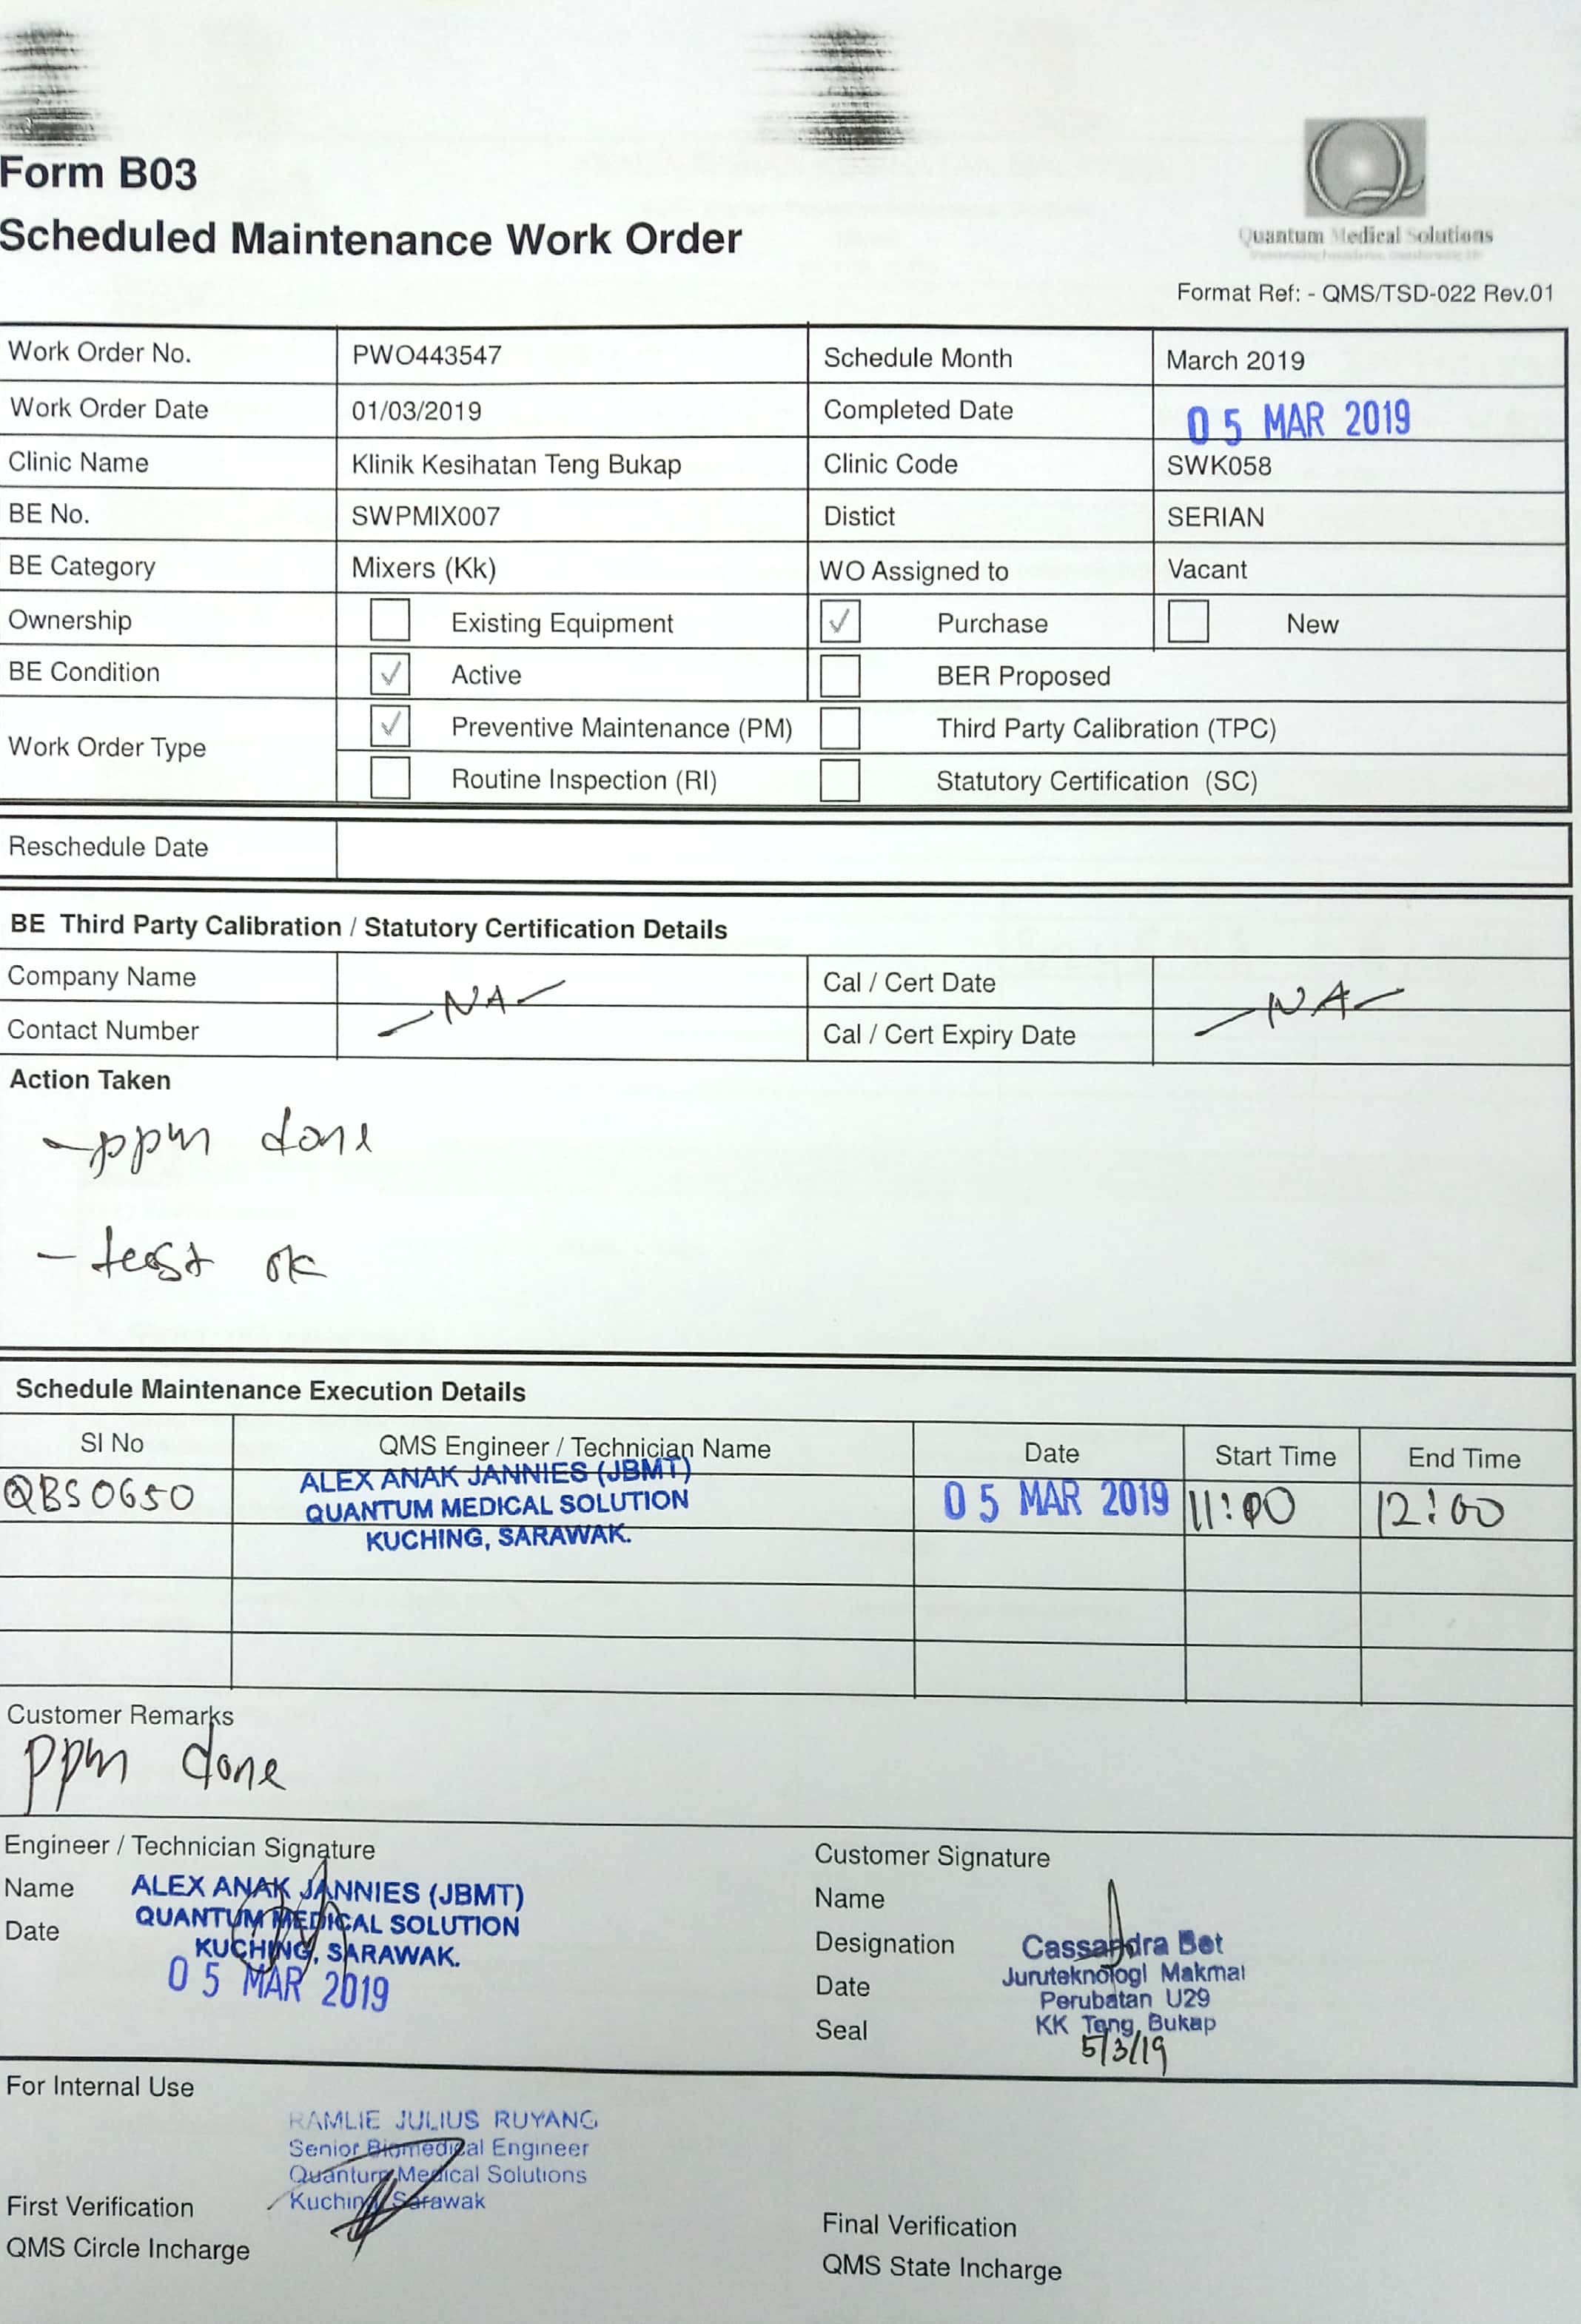 Form B03
Scheduled Maintenance Work Order
Quantum Medical Solutions
Format Ref: - QMS/TSD-022 Rev.01
Work Order No. PWO443547 Schedule Month March 2019
Work Order Date 01/03/2019 Completed Date 05 MAR 2019
Clinic Name Klinik Kesihatan Teng Bukap Clinic Code SWK058
BE No. SWPMIX007 Distict SERIAN
BE Category Mixers (Kk) WO Assigned to Vacant
Ownership Existing Equipment ✓ Purchase New
BE Condition ✓ Active BER Proposed
Work Order Type ✓ Preventive Maintenance (PM) Third Party Calibration (TPC)
Routine Inspection (RI) Statutory Certification (SC)
Reschedule Date
BE Third Party Calibration / Statutory Certification Details
Company Name -NA- Cal / Cert Date -NA-
Contact Number Cal / Cert Expiry Date
Action Taken
- ppm done
- teast ok
Schedule Maintenance Execution Details
SI No QMS Engineer / Technician Name Date Start Time End Time
QBS0650 ALEX ANAK JANNIES (JBMT) 05 MAR 2019 11:00 12:00
QUANTUM MEDICAL SOLUTION
KUCHING, SARAWAK.
Customer Remarks
ppm done
Engineer / Technician Signature
Name ALEX ANAK JANNIES (JBMT)
QUANTUM MEDICAL SOLUTION
Date KUCHING, SARAWAK.
05 MAR 2019
Customer Signature
Name
Designation Cassandra Bet
Juruteknologi Makmal
Date Perubatan U29
Seal KK Teng Bukap
5/3/19
For Internal Use
RAMLIE JULIUS RUYANG
Senior Biomedical Engineer
Quantum Medical Solutions
Kuching Sarawak
First Verification
QMS Circle Incharge
Final Verification
QMS State Incharge